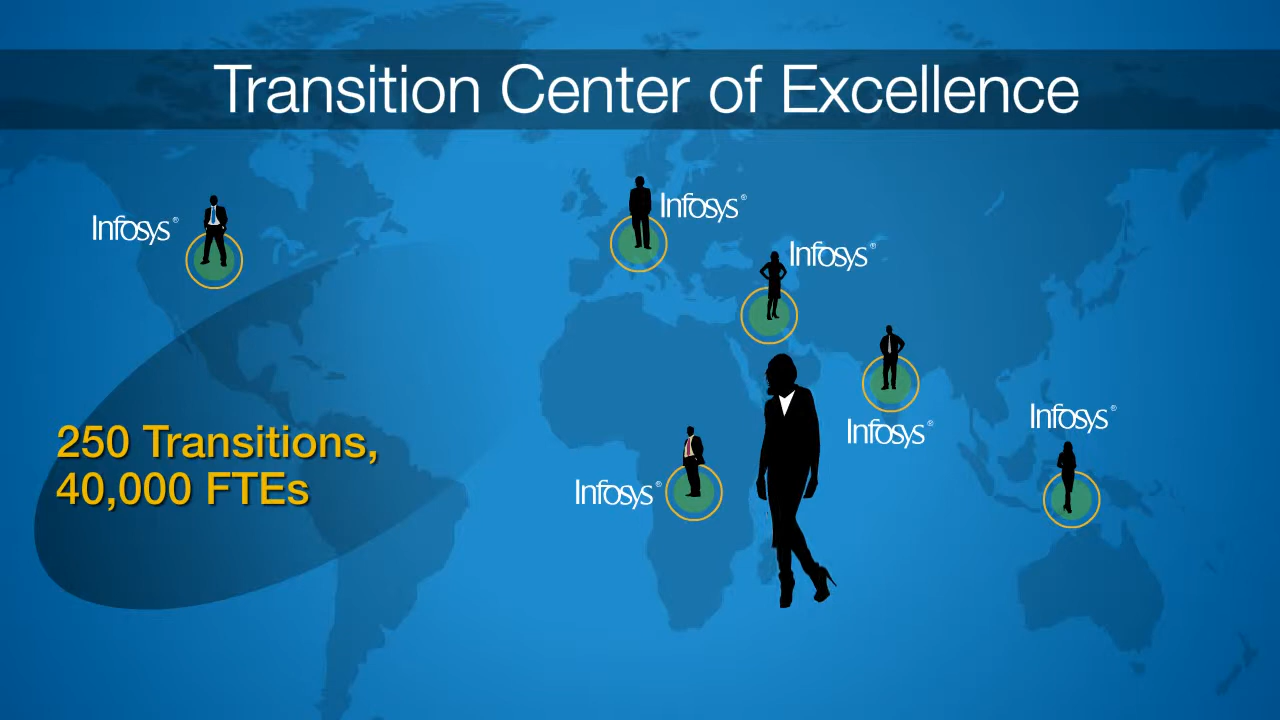 Transition Center of Excellence
Infosys®
Infosys®
Infosys®
Infosys®
Infosys®
250 Transitions,
40,000 FTEs
Infosys®